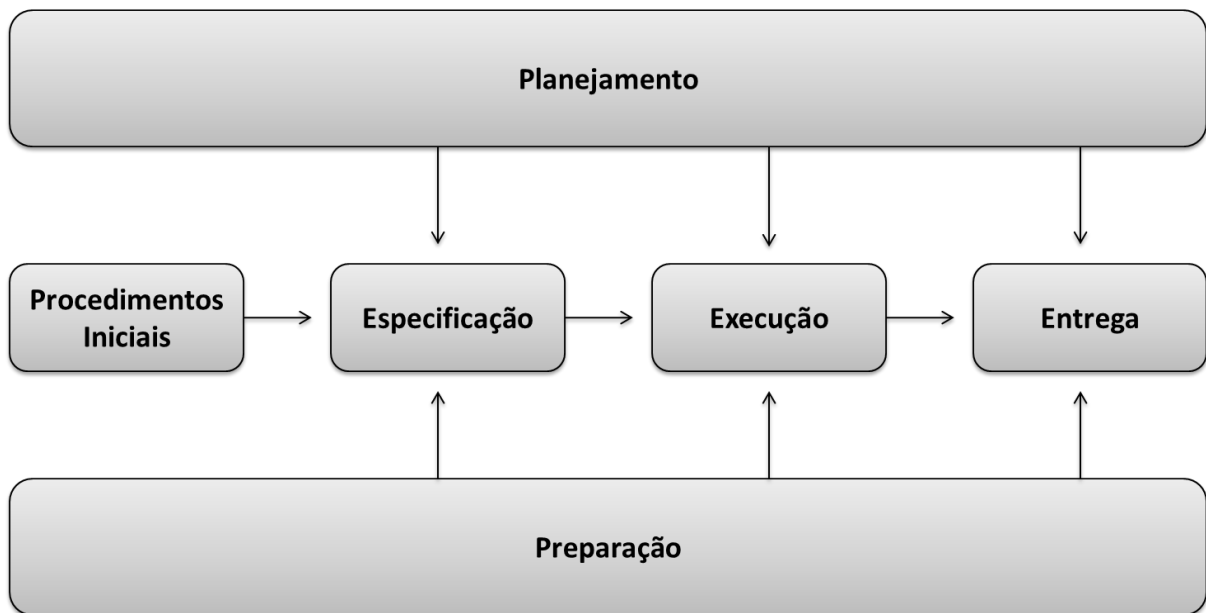 Planejamento
Procedimentos
Iniciais
Especificação
Execução
Entrega
Preparação